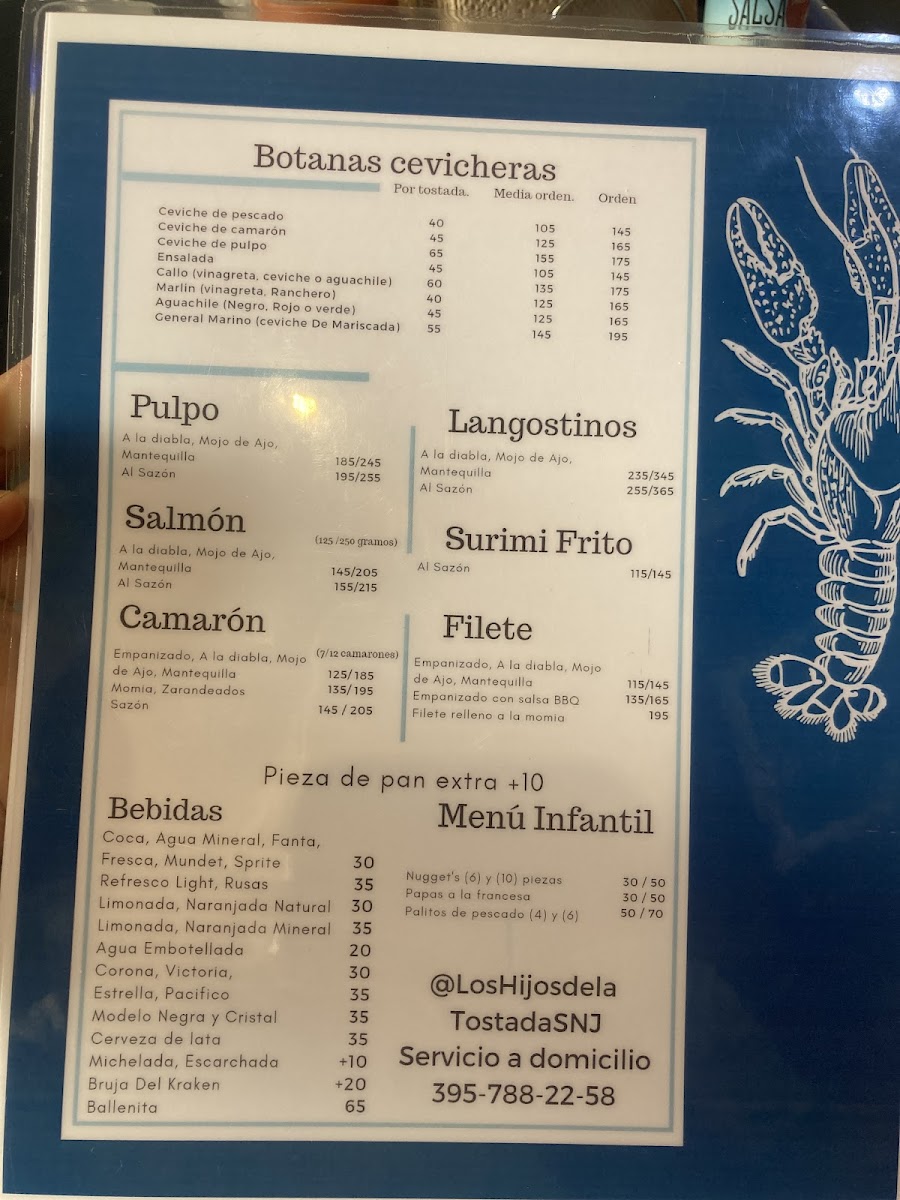 SALSA
Botanas cevicheras
Por tostada. Media orden. Orden
Ceviche de pescado 40 105 145
Ceviche de camarón 45 125 165
Ceviche de pulpo 65 155 175
Ensalada 45 105 145
Callo (vinagreta, ceviche o aguachile) 60 135 175
Marlin (vinagreta, Ranchero) 40 125 165
Aguachile (Negro, Rojo o verde) 45 125 165
General Marino (ceviche De Mariscada) 55 145 195
Pulpo
A la diabla, Mojo de Ajo,
Mantequilla 185/245
Al Sazón 195/255
Langostinos
A la diabla, Mojo de Ajo,
Mantequilla 235/345
Al Sazón 255/365
Salmón
(125 /250 gramos)
A la diabla, Mojo de Ajo,
Mantequilla 145/205
Al Sazón 155/215
Surimi Frito
Al Sazón 115/145
Camarón
Empanizado, A la diabla, Mojo (7/12 camarones)
de Ajo, Mantequilla 125/185
Momia, Zarandeados 135/195
Sazón 145 / 205
Filete
Empanizado, A la diabla, Mojo
de Ajo, Mantequilla 115/145
Empanizado con salsa BBQ 135/165
Filete relleno a la momia 195
Pieza de pan extra +10
Bebidas
Coca, Agua Mineral, Fanta,
Fresca, Mundet, Sprite 30
Refresco Light, Rusas 35
Limonada, Naranjada Natural 30
Limonada, Naranjada Mineral 35
Agua Embotellada 20
Corona, Victoria, 30
Estrella, Pacifico 35
Modelo Negra y Cristal 35
Cerveza de lata 35
Michelada, Escarchada +10
Bruja Del Kraken +20
Ballenita 65
Menú Infantil
Nugget's (6) y (10) piezas 30 / 50
Papas a la francesa 30 / 50
Palitos de pescado (4) y (6) 50 / 70
@LosHijosdela
TostadaSNJ
Servicio a domicilio
395-788-22-58